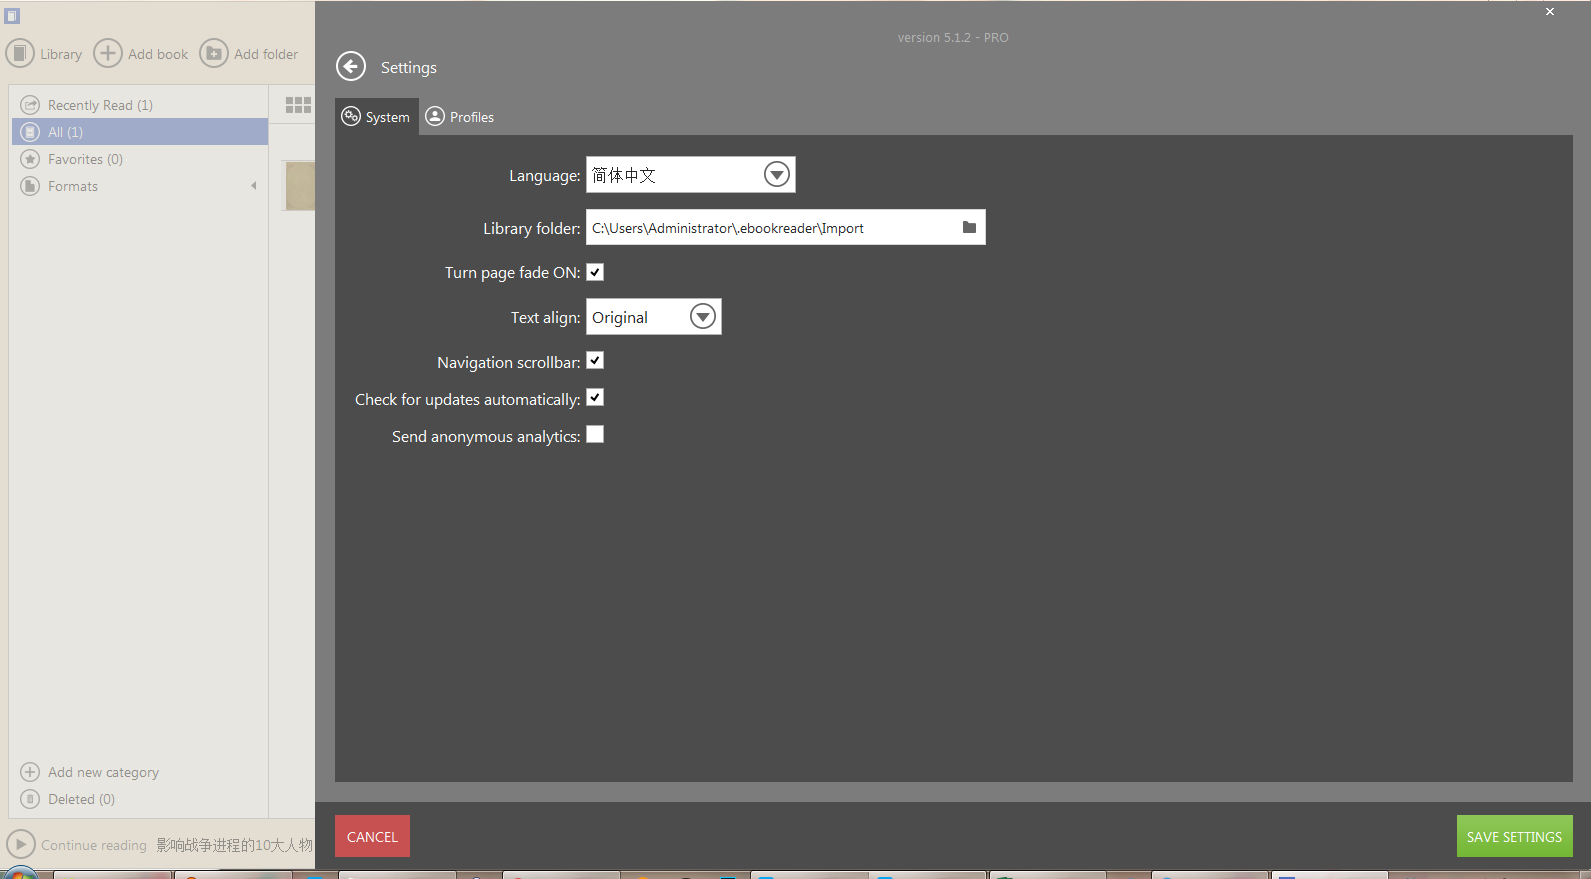 version 5.1.2 - PRO
Library Add book Add folder
Settings
Recently Read (1)
All (1)
Favorites (0)
Formats
System Profiles
Language: 简体中文
Library folder: C:\Users\Administrator\.ebookreader\Import
Turn page fade ON:
Text align: Original
Navigation scrollbar:
Check for updates automatically:
Send anonymous analytics:
Add new category
Deleted (0)
Continue reading 影响战争进程的10大人物
CANCEL SAVE SETTINGS